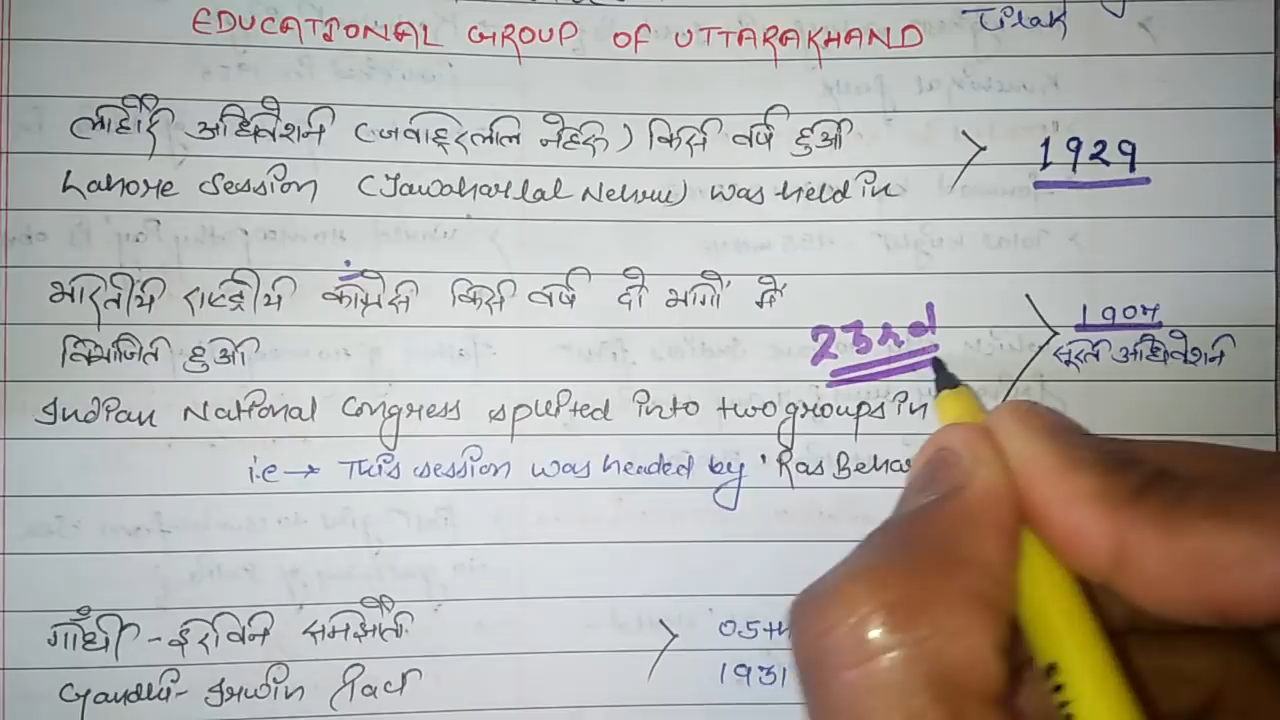 EDUCATIONAL GROUP OF UTTARAKHAND Tilak
लाहौर अधिवेशन (जवाहरलाल नेहरू) किस वर्ष हुआ
Lahore Session (Jawaharlal Nehru) was held in
1929
भारतीय राष्ट्रीय कांग्रेस किस वर्ष दो भागों में
विभाजित हुआ
23rd
1907
सूरत अधिवेशन
Indian National Congress splitted into two groups in
i.e → This session was headed by 'Ras Beha
गाँधी - इरविन समझौता
Gandhi- Irwin Pact
05th
1931